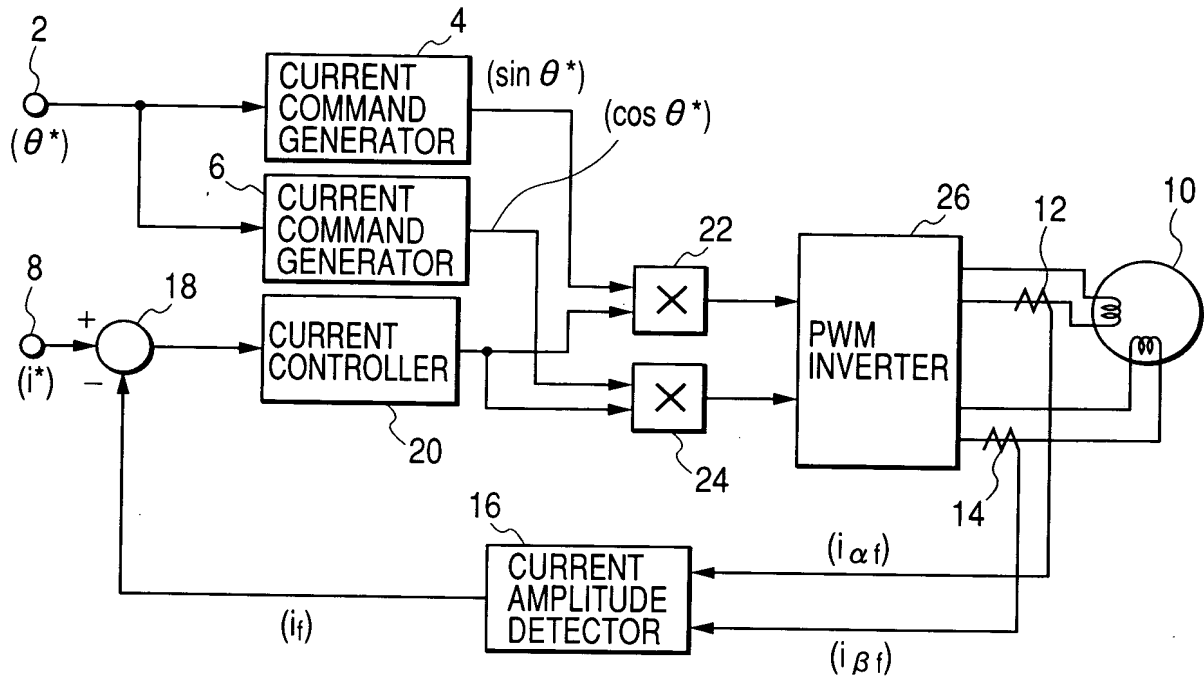 2
4
CURRENT
COMMAND
GENERATOR
(sin θ*)
(cos θ*)
(θ*)
6
CURRENT
COMMAND
GENERATOR
26
12
10
22
×
8
18
+
−
(i*)
CURRENT
CONTROLLER
20
PWM
INVERTER
×
24
14
16
CURRENT
AMPLITUDE
DETECTOR
(iαf)
(iβf)
(if)